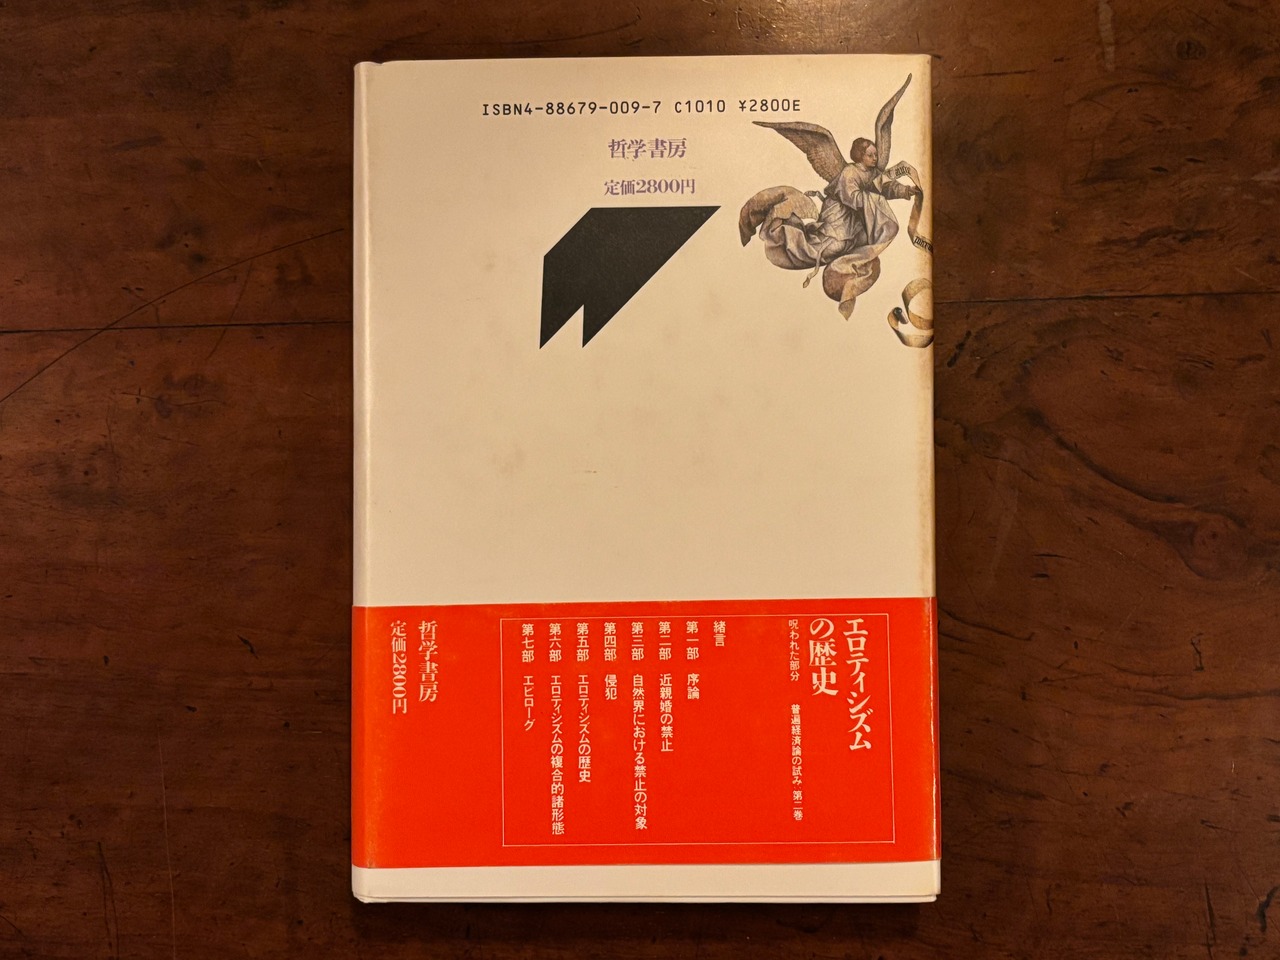 ISBN4-88679-009-7 C1010 ¥2800E
哲学書房
定価2800円
エロティシズム
の歴史
呪われた部分 普遍経済論の試み・第二巻
緒言
第一部 序論
第二部 近親婚の禁止
第三部 自然界における禁止の対象
第四部 侵犯
第五部 エロティシズムの歴史
第六部 エロティシズムの複合的諸形態
第七部 エピローグ
哲学書房
定価2800円